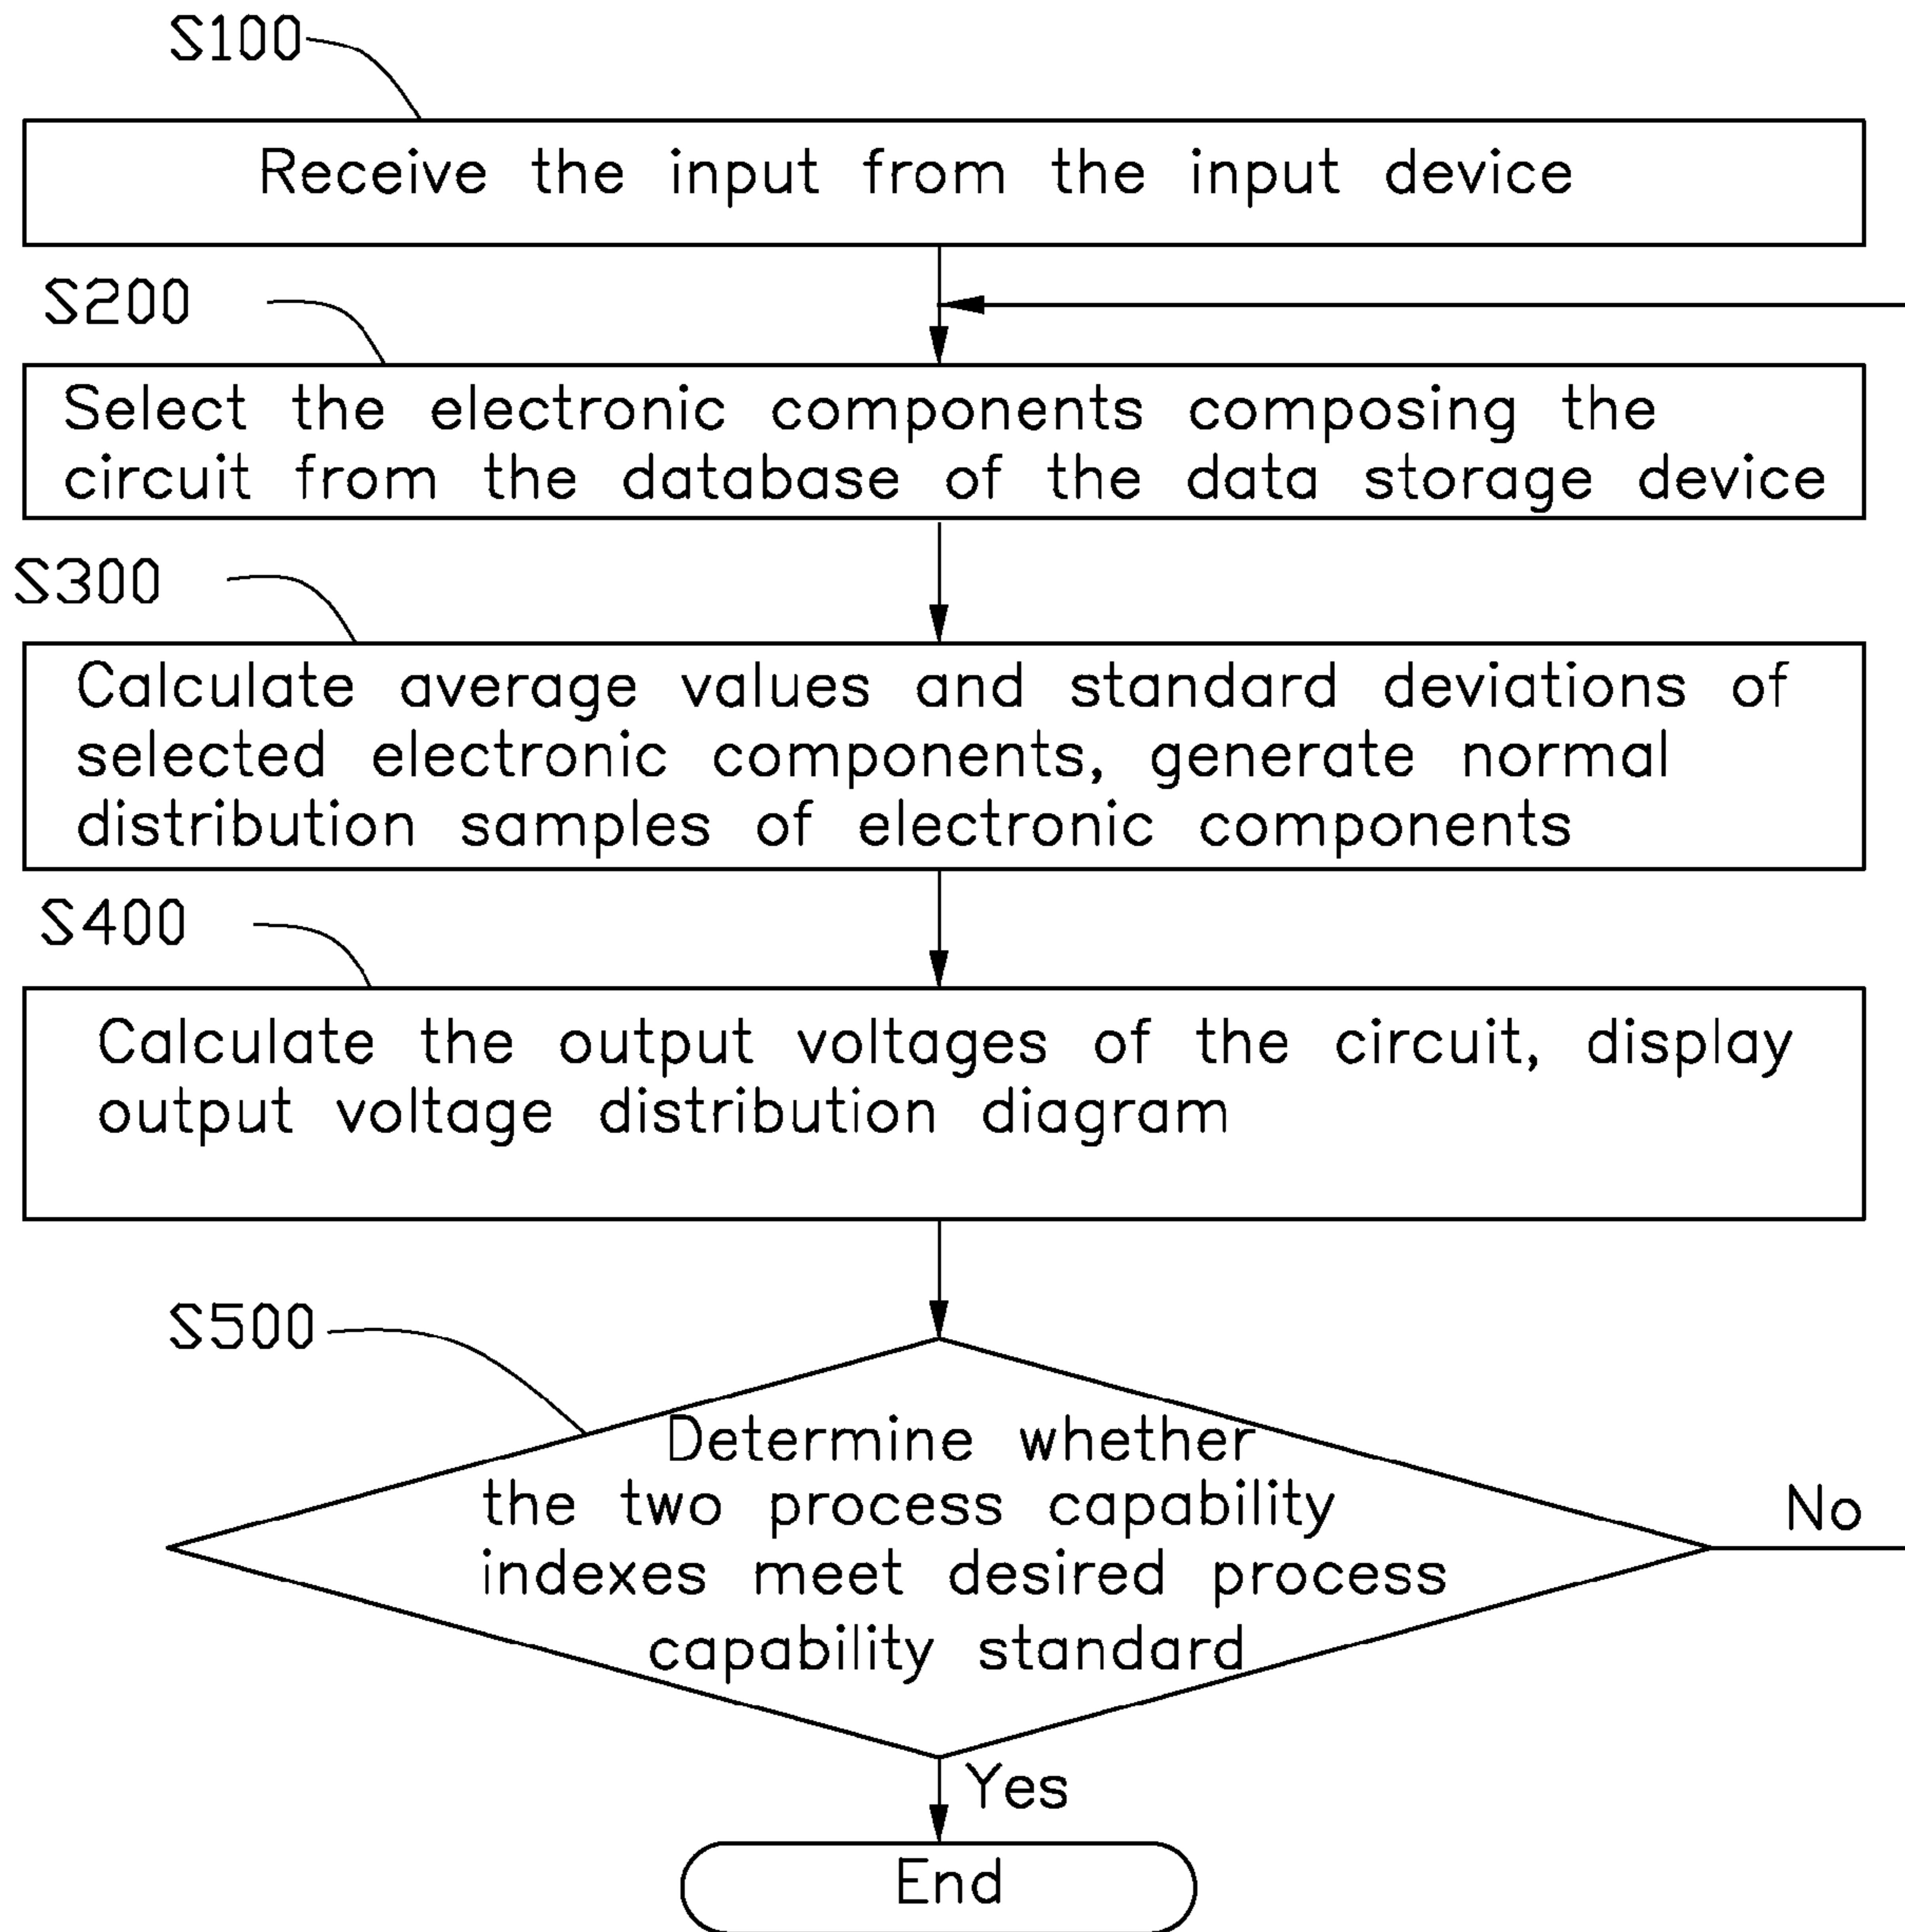 S100
Receive the input from the input device
S200
Select the electronic components composing the
circuit from the database of the data storage device
S300
Calculate average values and standard deviations of
selected electronic components, generate normal
distribution samples of electronic components
S400
Calculate the output voltages of the circuit, display
output voltage distribution diagram
S500
Determine whether
the two process capability
indexes meet desired process
capability standard
No
Yes
End